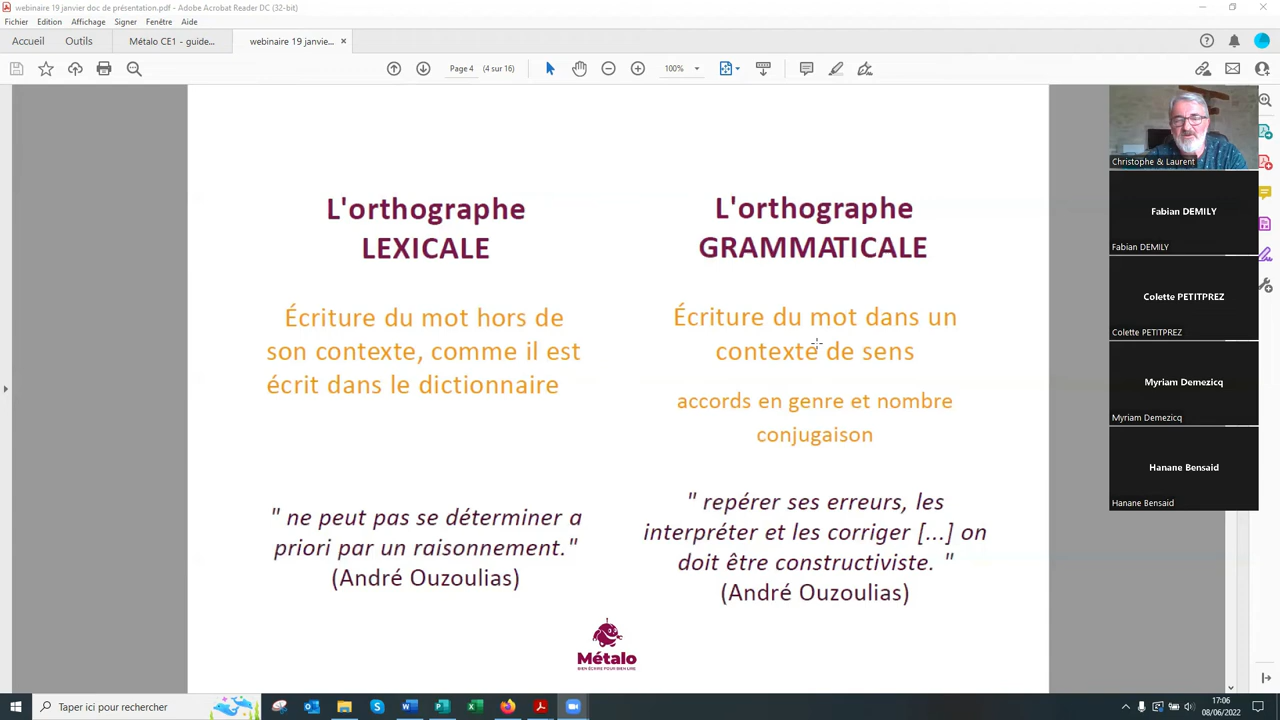 webinaire 19 janvier doc de présentation.pdf - Adobe Acrobat Reader DC (32-bit)
Fichier Edition Affichage Signer Fenêtre Aide
Accueil Outils Métalo CE1 - guide... webinaire 19 janvie... ×
Page 4 (4 sur 16) 100%
L'orthographe
LEXICALE
Écriture du mot hors de
son contexte, comme il est
écrit dans le dictionnaire
" ne peut pas se déterminer a
priori par un raisonnement."
(André Ouzoulias)
L'orthographe
GRAMMATICALE
Écriture du mot dans un
contexte de sens
accords en genre et nombre
conjugaison
" repérer ses erreurs, les
interpréter et les corriger [...] on
doit être constructiviste. "
(André Ouzoulias)
Métalo
BIEN ÉCRIRE POUR BIEN LIRE
Christophe & Laurent
Fabian DEMILY
Fabian DEMILY
Colette PETITPREZ
Colette PETITPREZ
Myriam Demezicq
Myriam Demezicq
Hanane Bensaid
Hanane Bensaid
Taper ici pour rechercher
17:06
08/06/2022